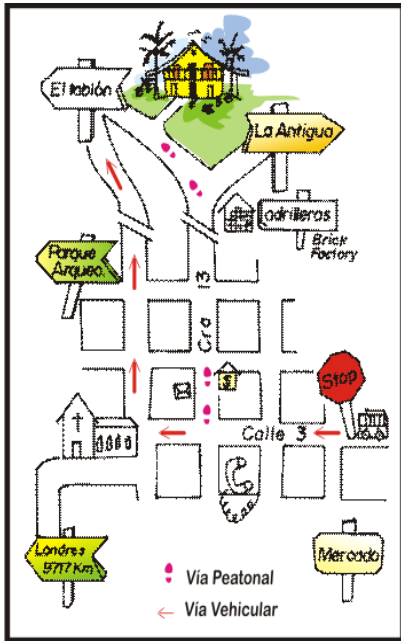 El tablón
La Antigua
Ladrilleros
Brick
Factory
Parque
Arqueo.
Cra 13
$
Stop
Calle 3
Londres
9717 Km
Mercado
Vía Peatonal
Vía Vehicular